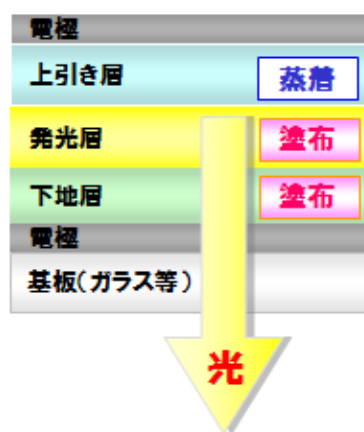 電極
上引き層 蒸着
発光層 塗布
下地層 塗布
電極
基板(ガラス等)
光